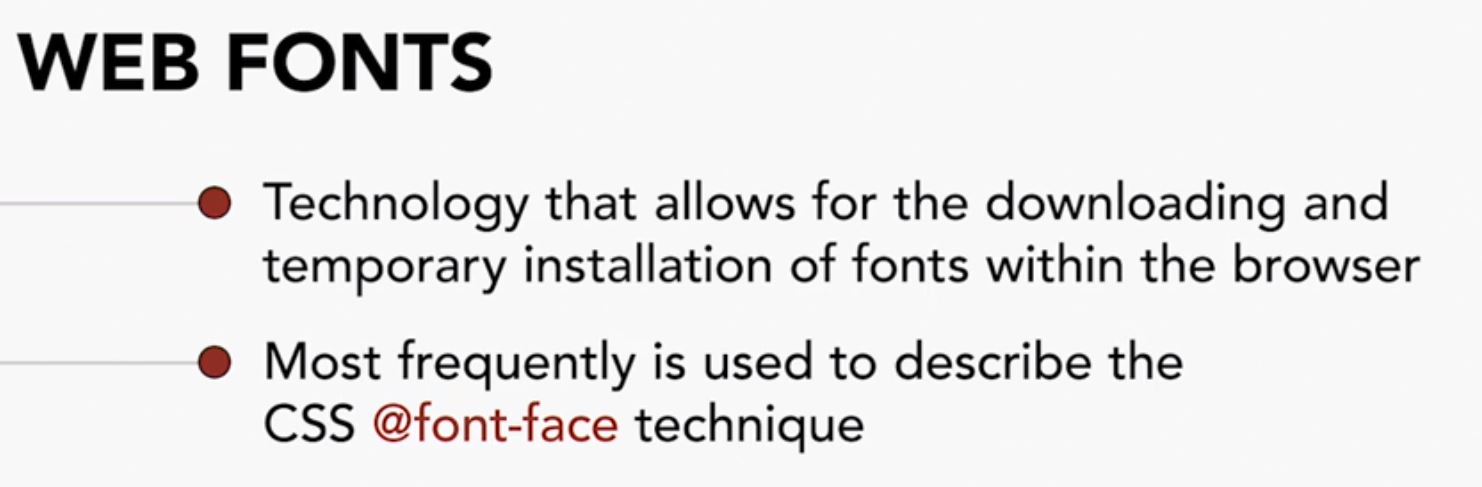 WEB FONTS
Technology that allows for the downloading and
temporary installation of fonts within the browser
Most frequently is used to describe the
CSS @font-face technique